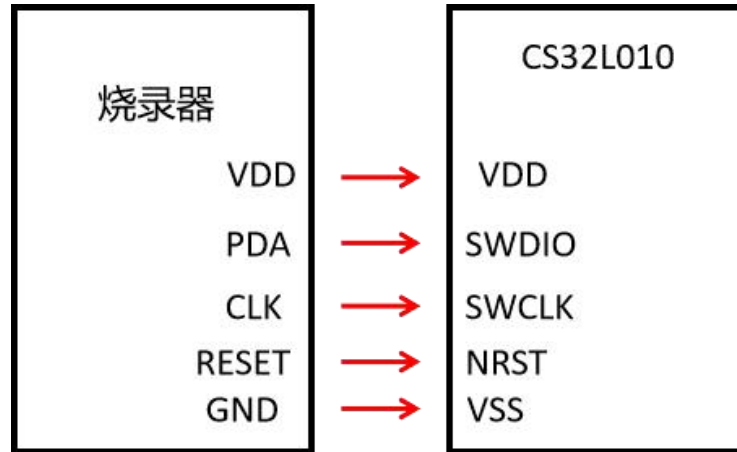 CS32L010
烧录器
VDD VDD
PDA SWDIO
CLK SWCLK
RESET NRST
GND VSS